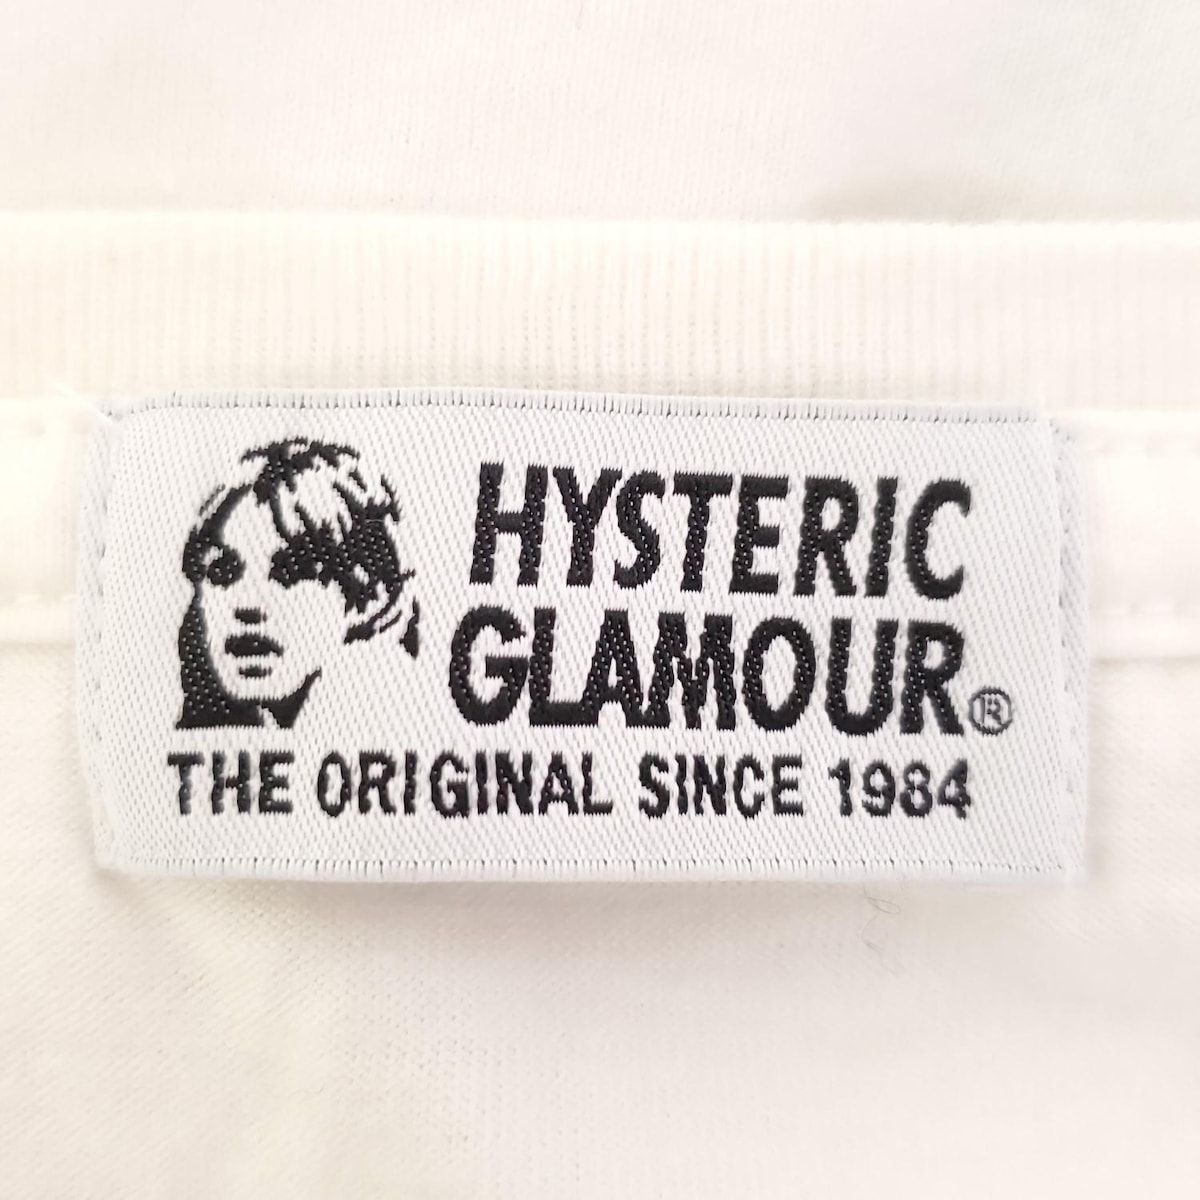 HYSTERIC
GLAMOUR®
THE ORIGINAL SINCE 1984